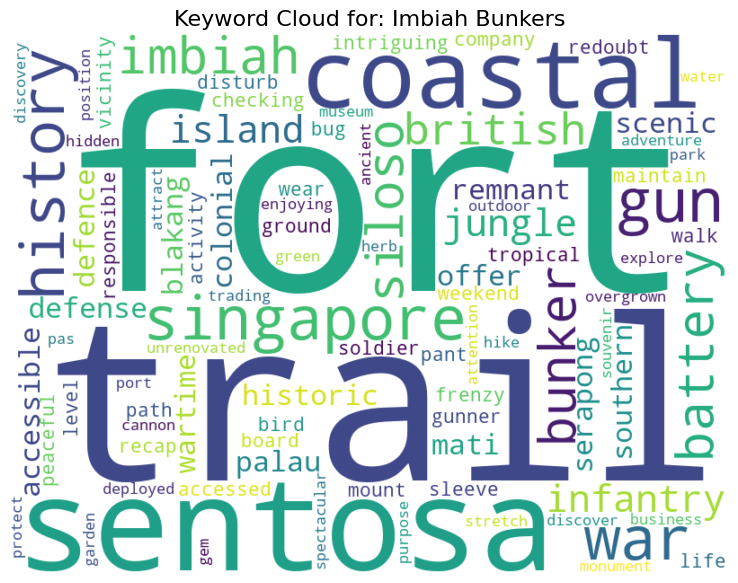 Keyword Cloud for: Imbiah Bunkers
discovery
position
vicinity
history
imbiah
disturb
checking
intriguing
company
coastal
redoubt
water
hidden
fort
island
bug
museum
ancient
british
scenic
adventure
park
maintain
defence
responsible
attract
blakang
activity
colonial
wear
enjoying
ground
green
herb
siloso
remnant
outdoor
jungle
gun
walk
tropical
explore
offer
weekend
overgrown
defense
trading
singapore
pas
unrenovated
soldier
pant
attention
hike
bunker
souvenir
battery
accessible
peaceful
level
port
path
cannon
recap
wartime
trail
historic
bird
board
frenzy
gunner
mati
serapong
southern
palau
deployed
accessed
mount
sleeve
infantry
protect
garden
sentosa
gem
spectacular
purpose
stretch
discover
business
war
life
monument